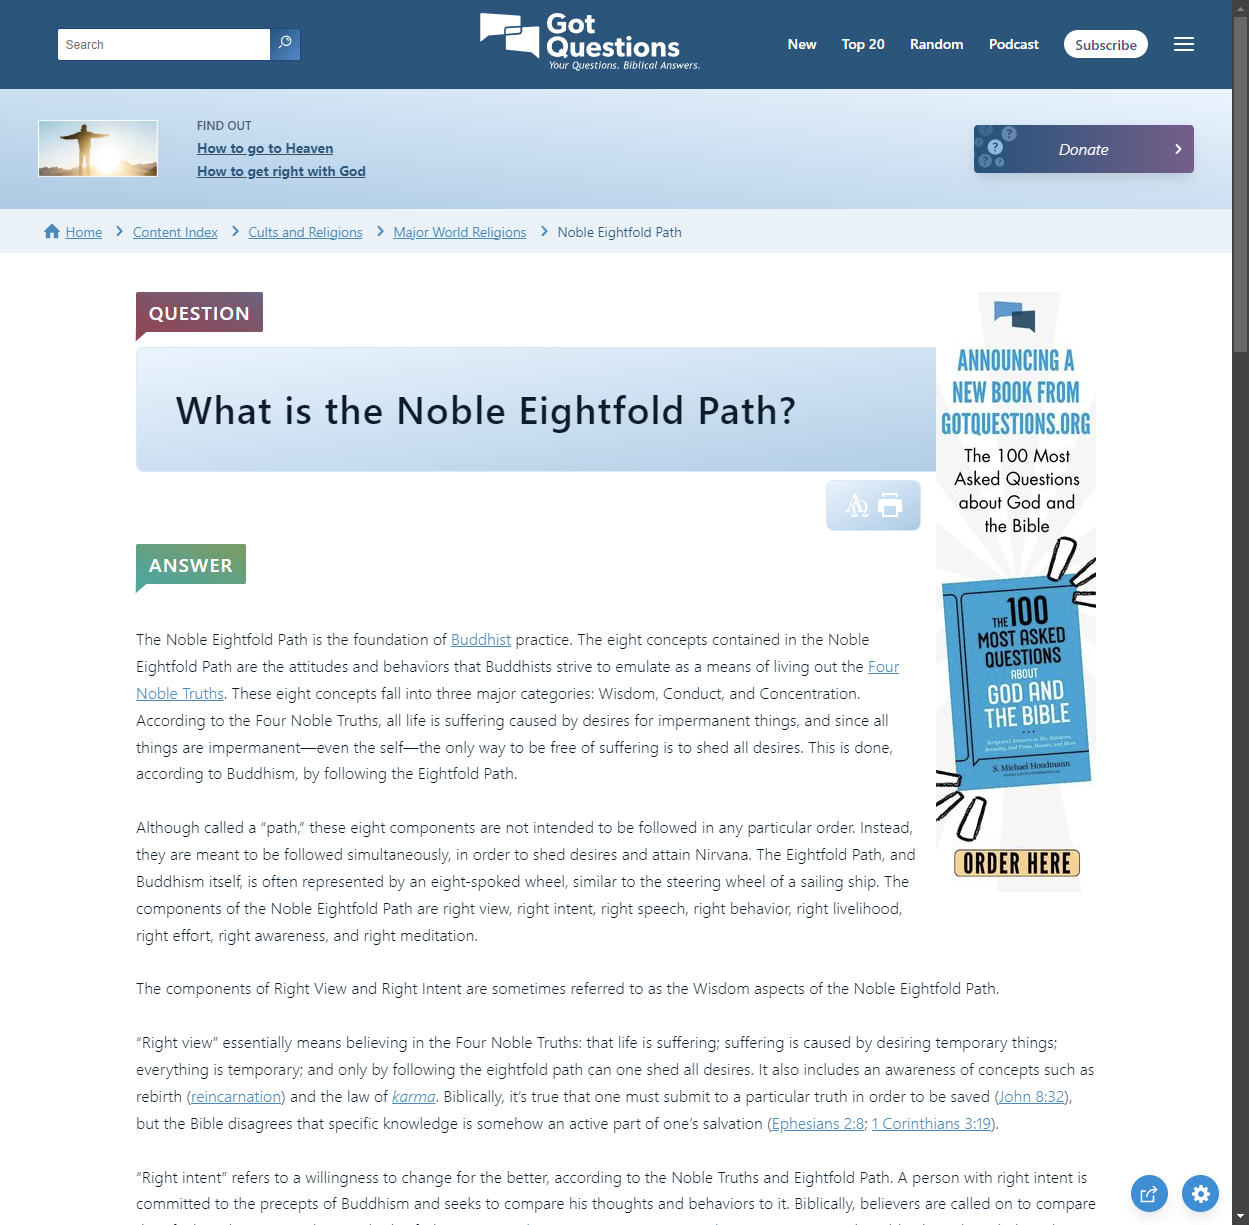 Search
Got
Questions
Your Questions. Biblical Answers.
New
Top 20
Random
Podcast
Subscribe
FIND OUT
How to go to Heaven
How to get right with God
Donate
Home
Content Index
Cults and Religions
Major World Religions
Noble Eightfold Path
QUESTION
What is the Noble Eightfold Path?
ANSWER
ANNOUNCING A
NEW BOOK FROM
GOTQUESTIONS.ORG
The 100 Most
Asked Questions
about God and
the Bible
THE 100
MOST ASKED
QUESTIONS
ABOUT
GOD AND
THE BIBLE
S. Michael Houdmann
ORDER HERE
The Noble Eightfold Path is the foundation of Buddhist practice. The eight concepts contained in the Noble
Eightfold Path are the attitudes and behaviors that Buddhists strive to emulate as a means of living out the Four
Noble Truths. These eight concepts fall into three major categories: Wisdom, Conduct, and Concentration.
According to the Four Noble Truths, all life is suffering caused by desires for impermanent things, and since all
things are impermanent—even the self—the only way to be free of suffering is to shed all desires. This is done,
according to Buddhism, by following the Eightfold Path.
Although called a “path,” these eight components are not intended to be followed in any particular order. Instead,
they are meant to be followed simultaneously, in order to shed desires and attain Nirvana. The Eightfold Path, and
Buddhism itself, is often represented by an eight-spoked wheel, similar to the steering wheel of a sailing ship. The
components of the Noble Eightfold Path are right view, right intent, right speech, right behavior, right livelihood,
right effort, right awareness, and right meditation.
The components of Right View and Right Intent are sometimes referred to as the Wisdom aspects of the Noble Eightfold Path.
“Right view” essentially means believing in the Four Noble Truths: that life is suffering; suffering is caused by desiring temporary things;
everything is temporary; and only by following the eightfold path can one shed all desires. It also includes an awareness of concepts such as
rebirth (reincarnation) and the law of karma. Biblically, it’s true that one must submit to a particular truth in order to be saved (John 8:32),
but the Bible disagrees that specific knowledge is somehow an active part of one’s salvation (Ephesians 2:8; 1 Corinthians 3:19).
“Right intent” refers to a willingness to change for the better, according to the Noble Truths and Eightfold Path. A person with right intent is
committed to the precepts of Buddhism and seeks to compare his thoughts and behaviors to it. Biblically, believers are called on to compare